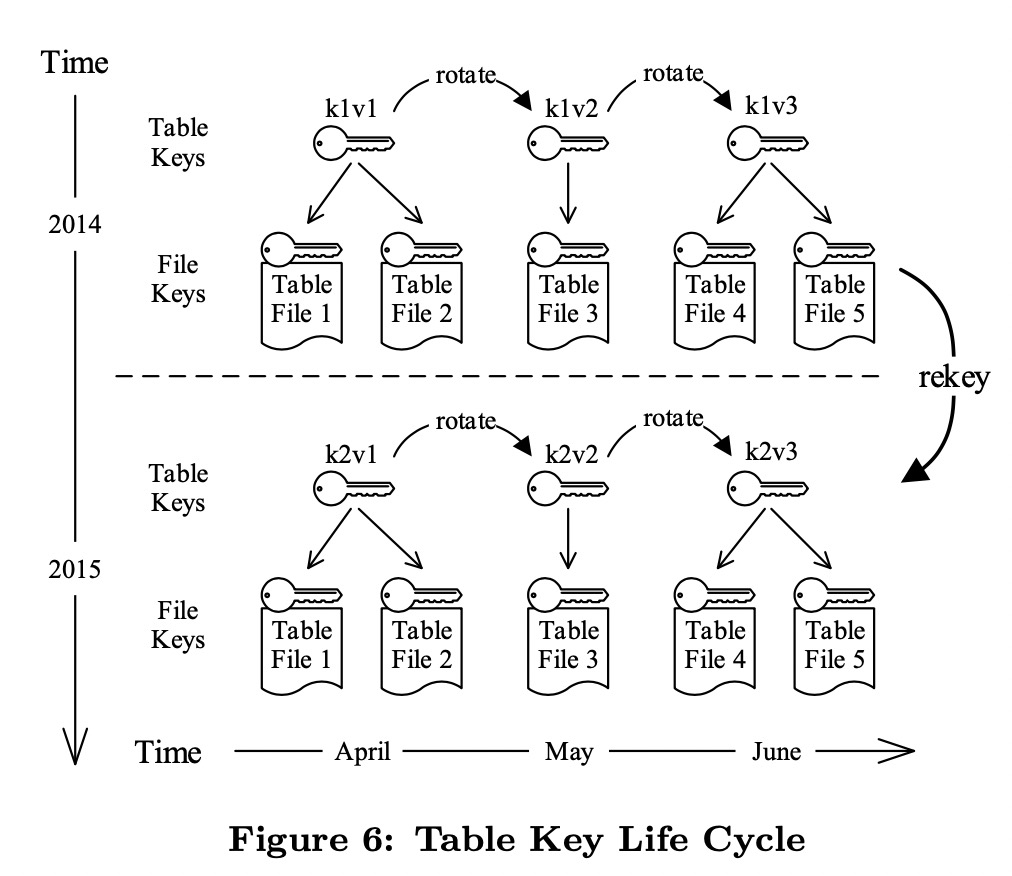 Time
rotate
rotate
k1v1
k1v2
k1v3
Table
Keys
2014
File
Keys
Table
File 1
Table
File 2
Table
File 3
Table
File 4
Table
File 5
rekey
rotate
rotate
k2v1
k2v2
k2v3
Table
Keys
2015
File
Keys
Table
File 1
Table
File 2
Table
File 3
Table
File 4
Table
File 5
Time
April
May
June
Figure 6: Table Key Life Cycle